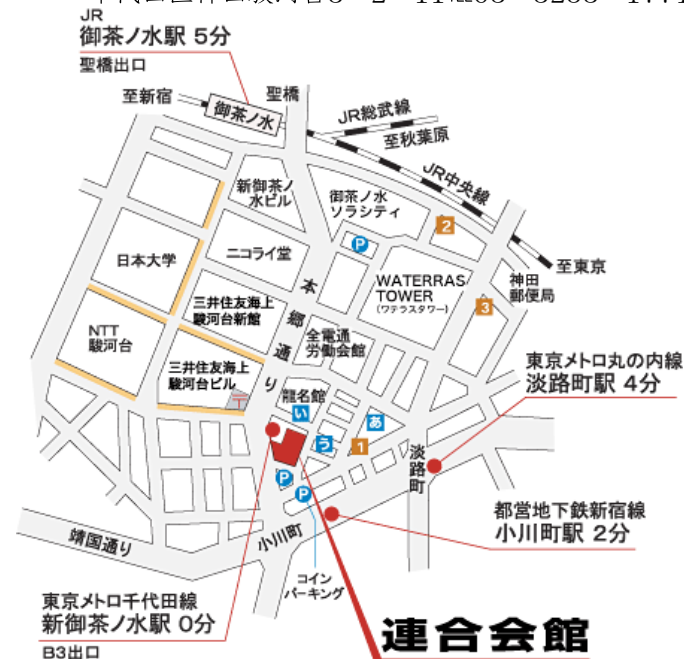 JR
御茶ノ水駅 5分
聖橋出口
至新宿
聖橋
御茶ノ水
JR総武線
至秋葉原
JR中央線
至東京
新御茶ノ
水ビル
御茶ノ水
ソラシティ
2
P
日本大学
ニコライ堂
WATERRAS
TOWER
(ワテラスタワー)
神田
郵便局
3
本郷通り
三井住友海上
駿河台新館
NTT
駿河台
全電通
労働会館
三井住友海上
駿河台ビル
龍名館
い
あ
う
1
東京メトロ丸の内線
淡路町駅 4分
淡路町
P
P
都営地下鉄新宿線
小川町駅 2分
小川町
靖国通り
コイン
パーキング
東京メトロ千代田線
新御茶ノ水駅 0分
B3出口
連合会館